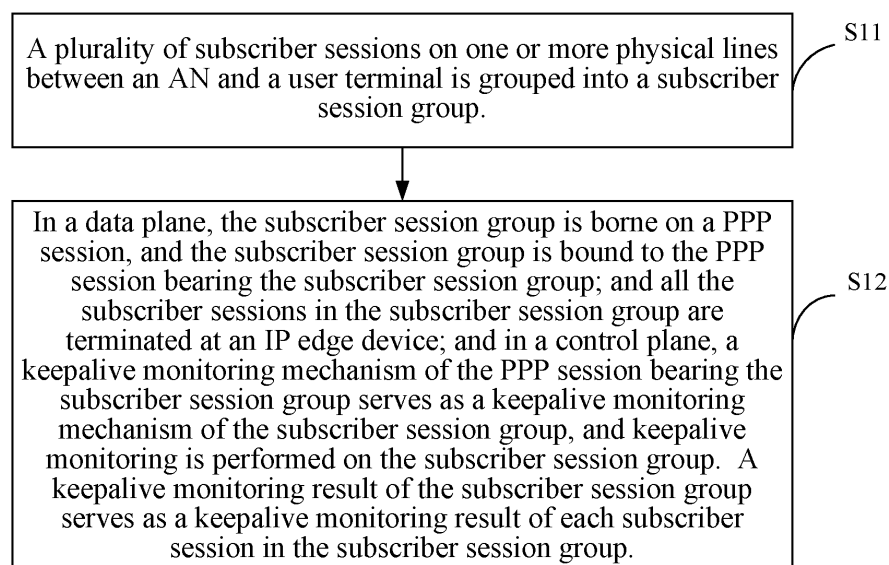 A plurality of subscriber sessions on one or more physical lines
between an AN and a user terminal is grouped into a subscriber
session group.
S11
In a data plane, the subscriber session group is borne on a PPP
session, and the subscriber session group is bound to the PPP
session bearing the subscriber session group; and all the
subscriber sessions in the subscriber session group are
terminated at an IP edge device; and in a control plane, a
keepalive monitoring mechanism of the PPP session bearing the
subscriber session group serves as a keepalive monitoring
mechanism of the subscriber session group, and keepalive
monitoring is performed on the subscriber session group. A
keepalive monitoring result of the subscriber session group
serves as a keepalive monitoring result of each subscriber
session in the subscriber session group.
S12